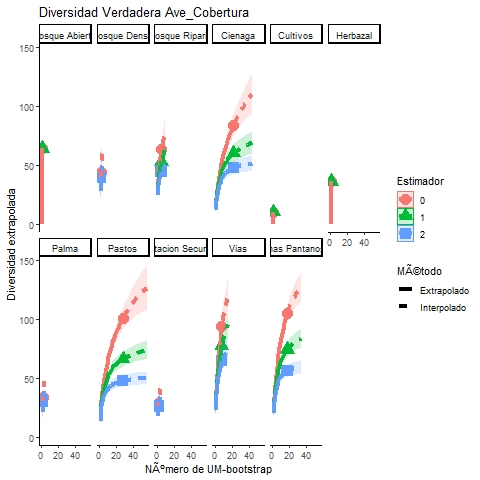 Diversidad Verdadera Ave_Cobertura
osque Abiert
osque Dens
osque Ripar
Cienaga
Cultivos
Herbazal
150
100
50
0
0 20 40
Palma
Pastos
tacion Secun
Vias
nas Pantanos
150
100
50
0
0 20 40
0 20 40
0 20 40
0 20 40
0 20 40
Diversidad extrapolada
NÃºmero de UM-bootstrap
Estimador
0
1
2
MÃ©todo
Extrapolado
Interpolado